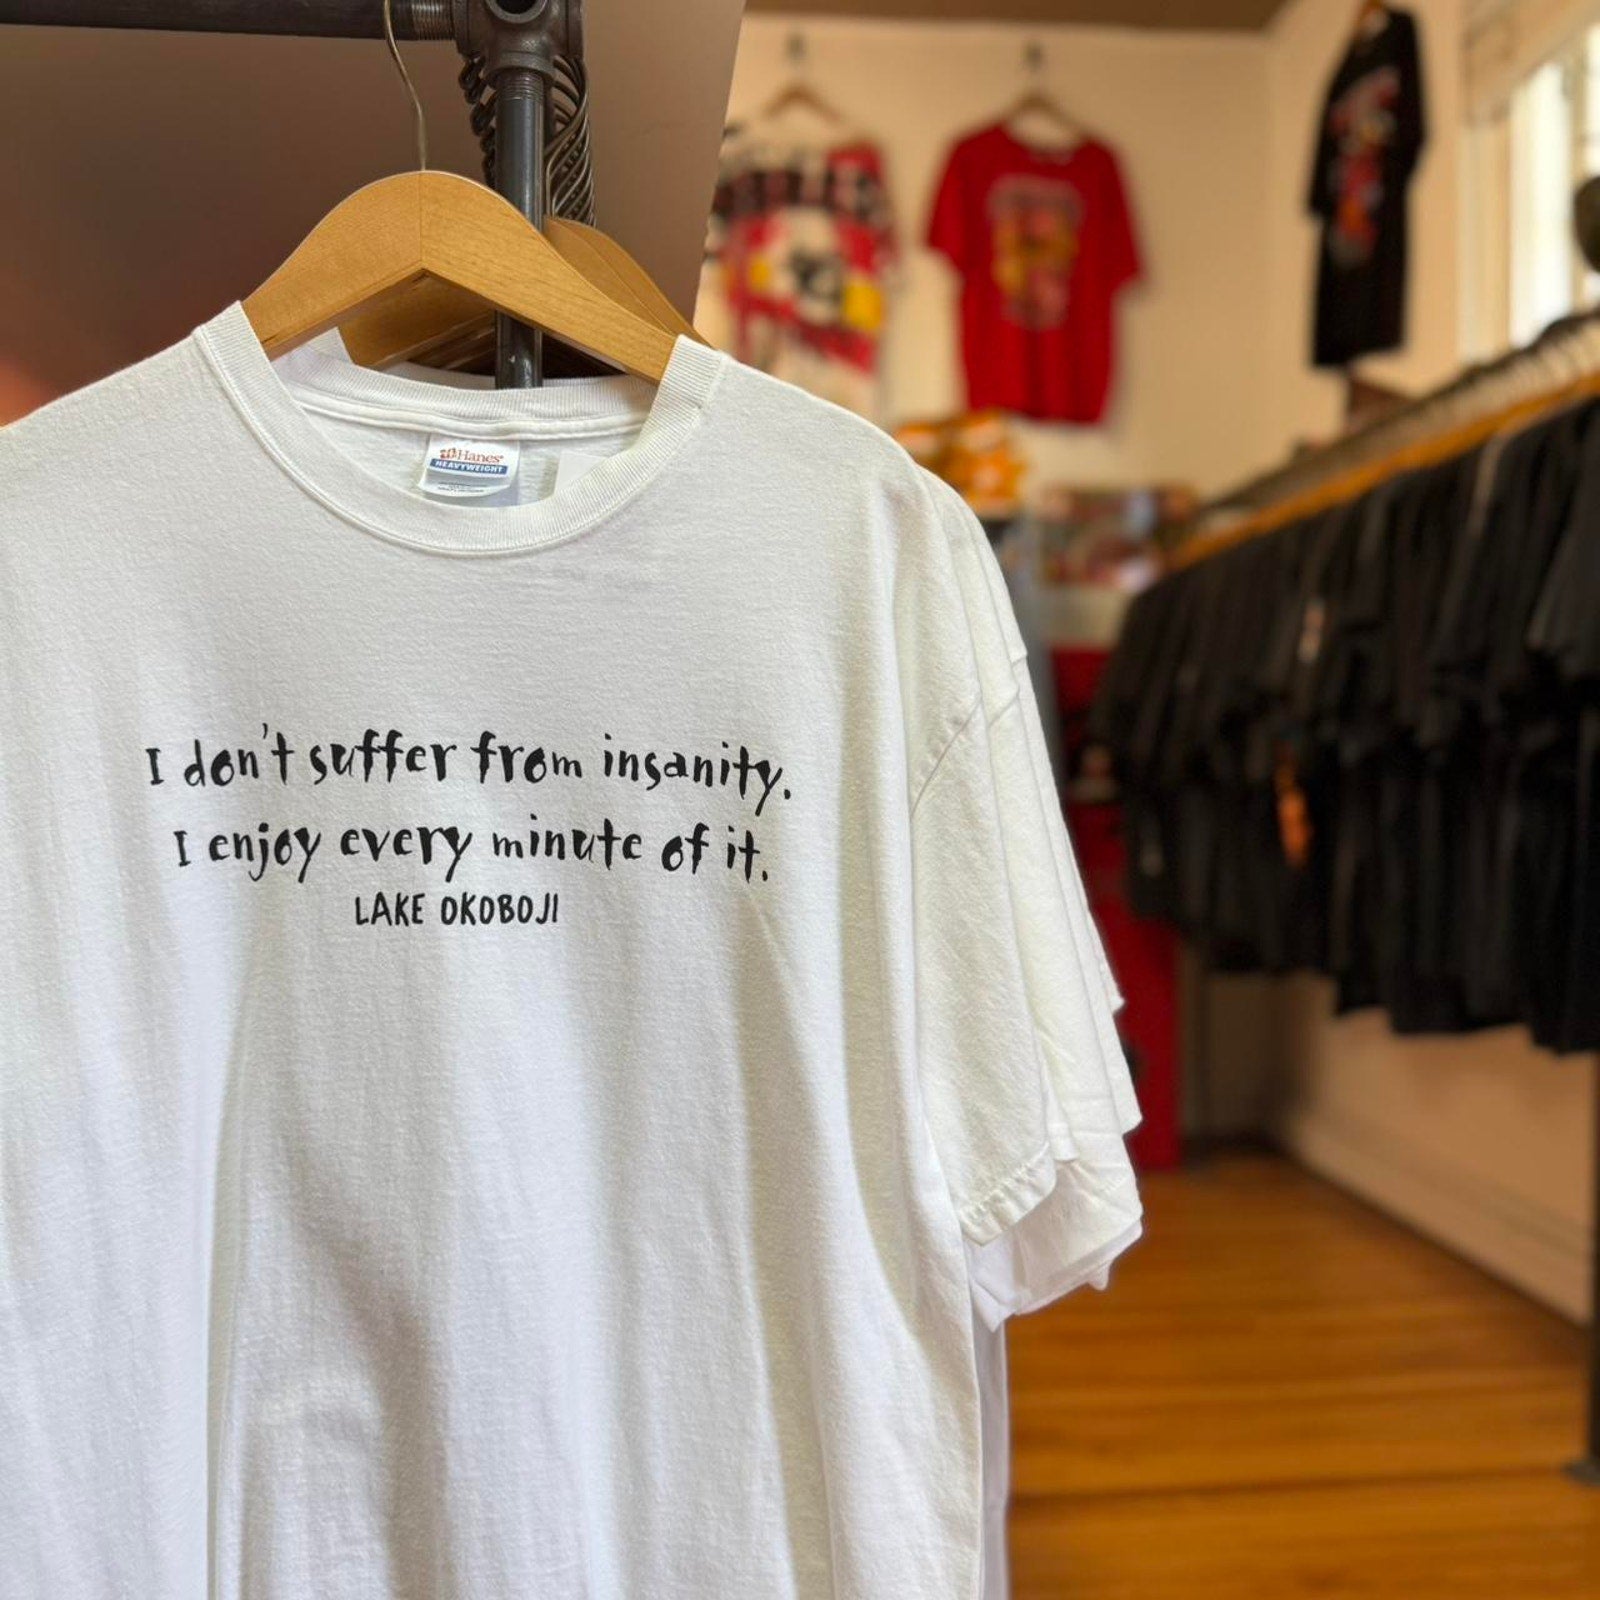 Hanes
HEAVYWEIGHT
I don't suffer from insanity.
I enjoy every minute of it.
LAKE OKOBOJI